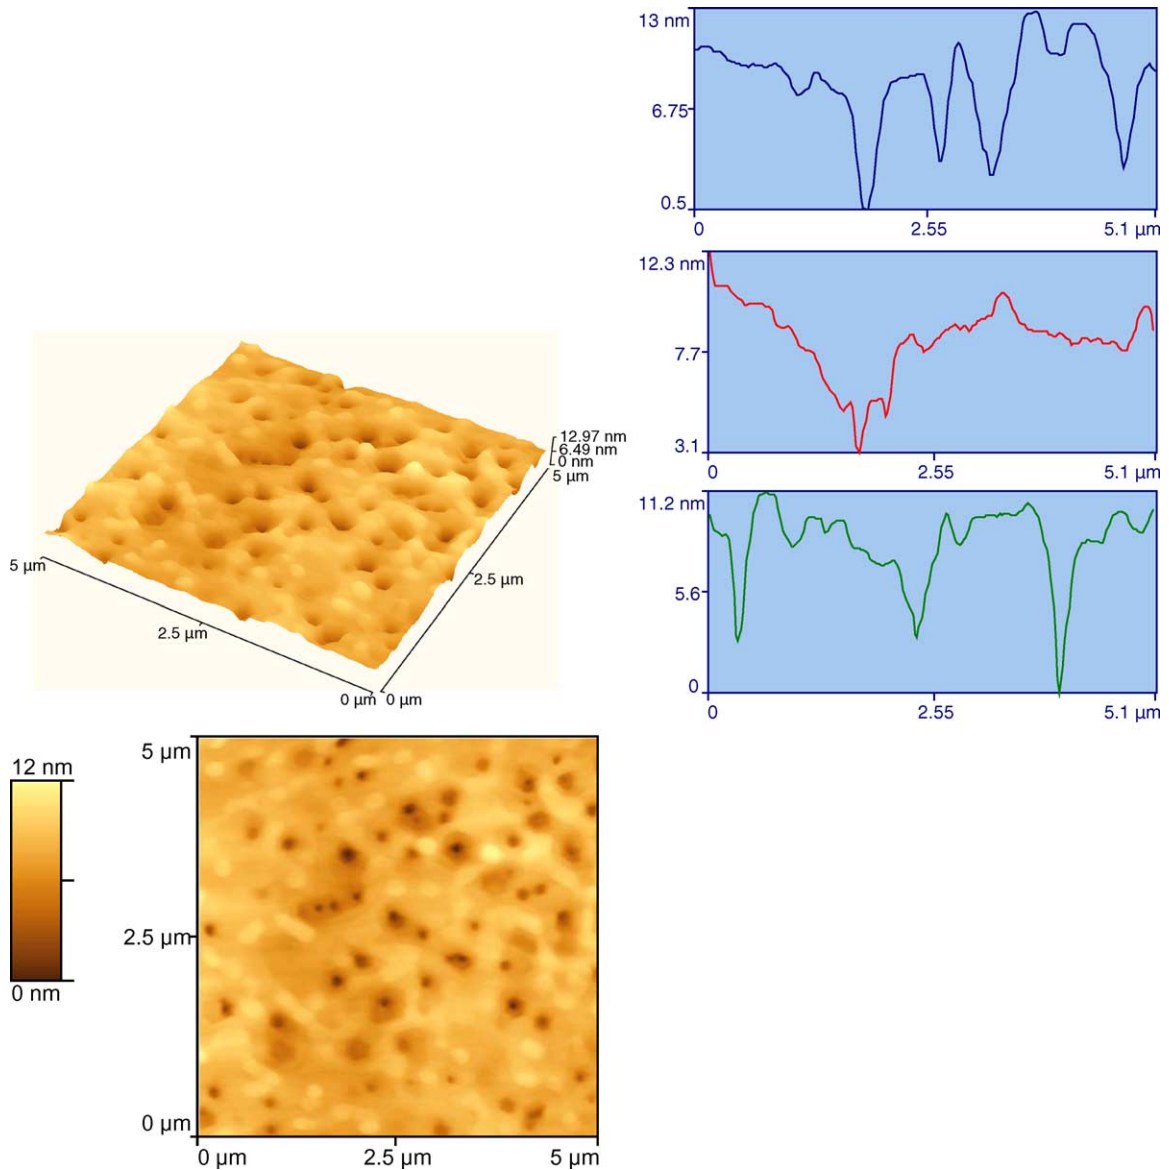 13 nm
6.75
0.5
0 2.55 5.1 µm
12.3 nm
7.7
3.1
0 2.55 5.1 µm
11.2 nm
5.6
0
0 2.55 5.1 µm
12.97 nm
6.49 nm
0 nm
5 µm
2.5 µm
0 µm
5 µm
2.5 µm
0 µm
12 nm
0 nm
5 µm
2.5 µm
0 µm
0 µm 2.5 µm 5 µm